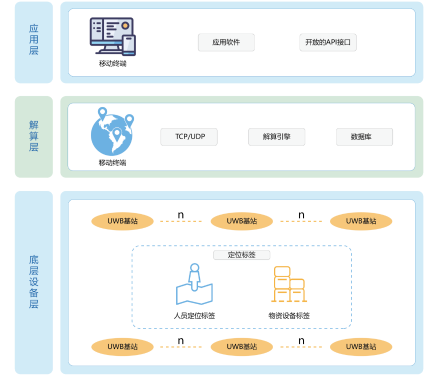 应用层
移动终端
应用软件
开放的API接口
解算层
移动终端
TCP/UDP
解算引擎
数据库
底层设备层
UWB基站
n
UWB基站
n
UWB基站
定位标签
人员定位标签
物资设备标签
UWB基站
n
UWB基站
n
UWB基站